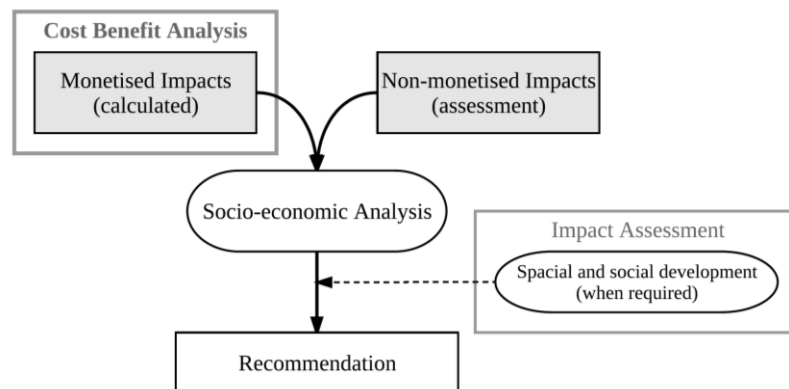 Cost Benefit Analysis
Monetised Impacts
(calculated)
Non-monetised Impacts
(assessment)
Socio-economic Analysis
Impact Assessment
Spacial and social development
(when required)
Recommendation